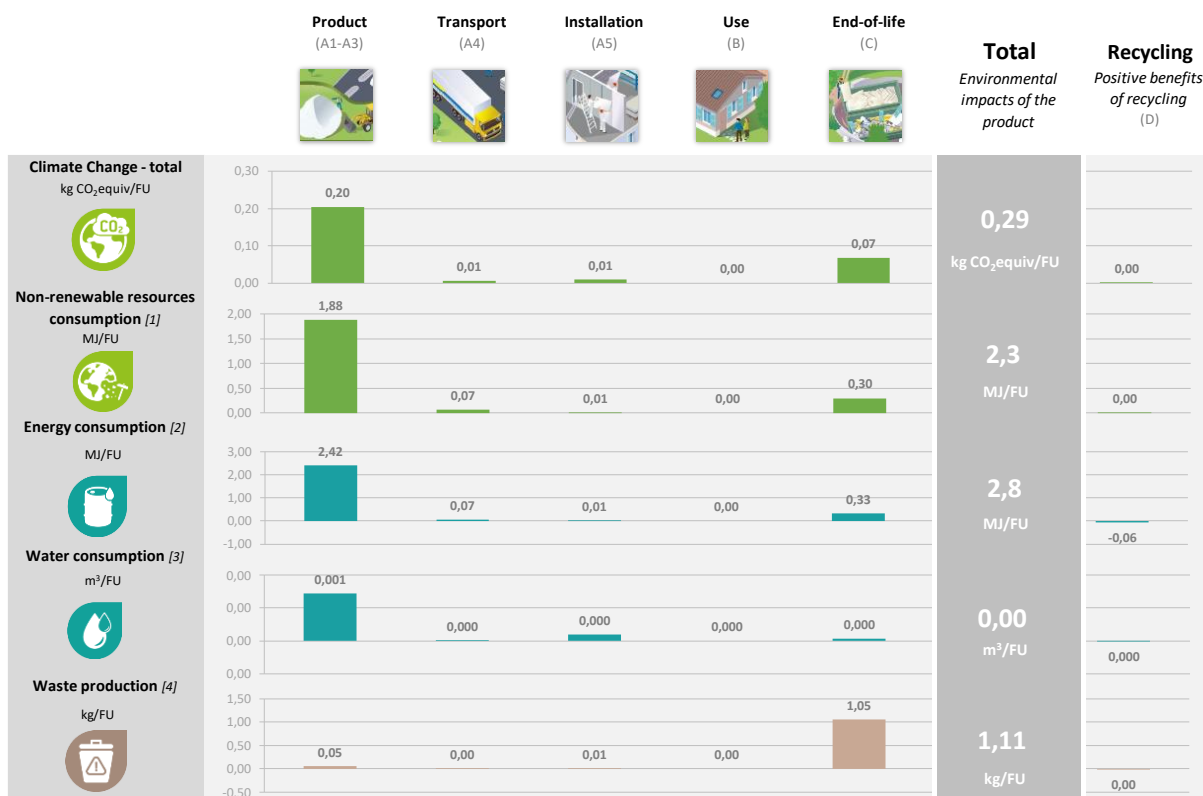 Product
(A1-A3)
Transport
(A4)
Installation
(A5)
Use
(B)
End-of-life
(C)
Total
Environmental
impacts of the
product
Recycling
Positive benefits
of recycling
(D)
Climate Change - total
kg CO₂equiv/FU
CO₂
0,30
0,20
0,10
0,00
0,20
0,01
0,01
0,00
0,07
0,29
kg CO₂equiv/FU
0,00
Non-renewable resources
consumption [1]
MJ/FU
2,00
1,50
1,00
0,50
0,00
1,88
0,07
0,01
0,00
0,30
2,3
MJ/FU
0,00
Energy consumption [2]
MJ/FU
3,00
2,00
1,00
0,00
-1,00
2,42
0,07
0,01
0,00
0,33
2,8
MJ/FU
-0,06
Water consumption [3]
m³/FU
0,00
0,00
0,00
0,00
0,001
0,000
0,000
0,000
0,000
0,00
m³/FU
0,000
Waste production [4]
kg/FU
1,50
1,00
0,50
0,00
-0,50
0,05
0,00
0,01
0,00
1,05
1,11
kg/FU
0,00